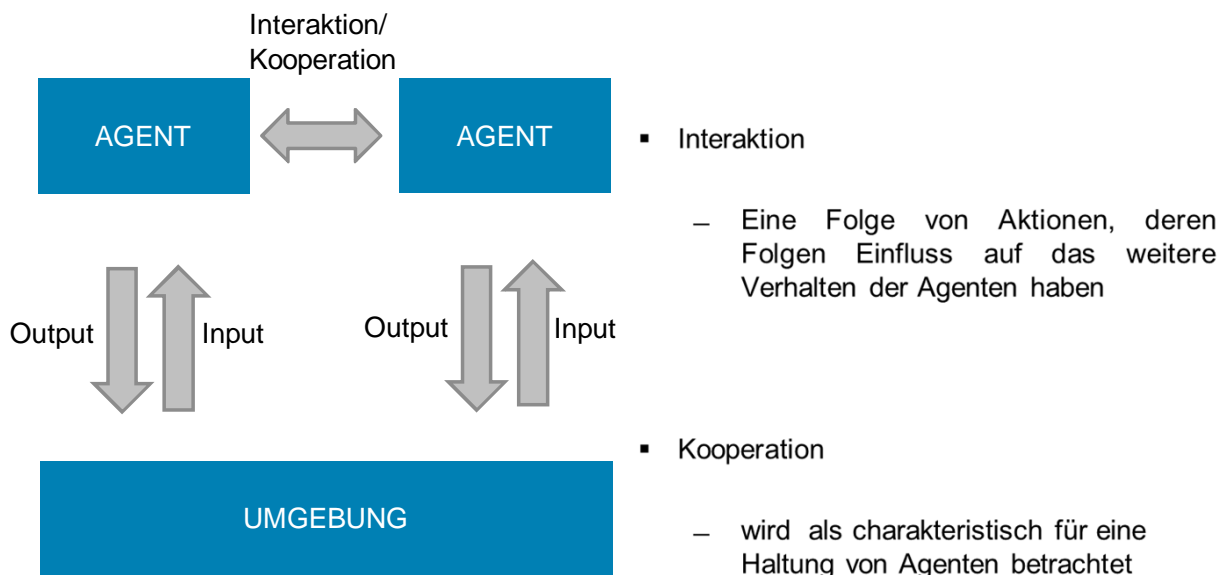 Interaktion/
Kooperation
AGENT
AGENT
Output
Input
Output
Input
UMGEBUNG
▪ Interaktion
– Eine Folge von Aktionen, deren
Folgen Einfluss auf das weitere
Verhalten der Agenten haben
▪ Kooperation
– wird als charakteristisch für eine
Haltung von Agenten betrachtet